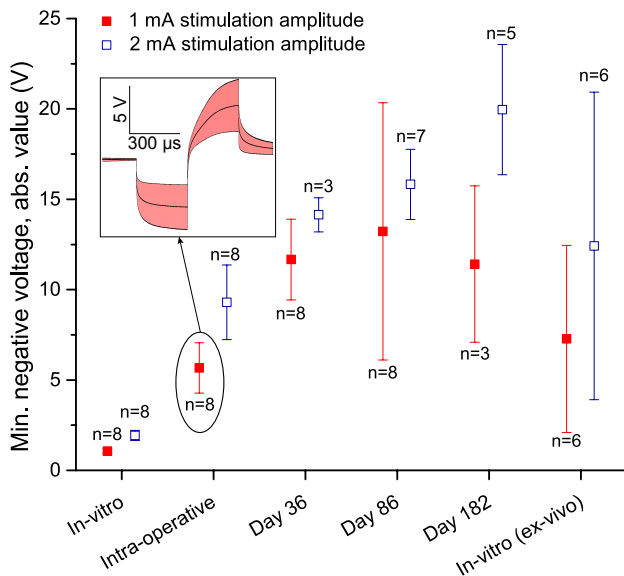 1 mA stimulation amplitude
2 mA stimulation amplitude
Min. negative voltage, abs. value (V)
25
20
15
10
5
0
5 V
300 µs
n=8
n=8
n=8
n=8
n=3
n=8
n=7
n=8
n=5
n=3
n=6
n=6
In-vitro
Intra-operative
Day 36
Day 86
Day 182
In-vitro (ex-vivo)